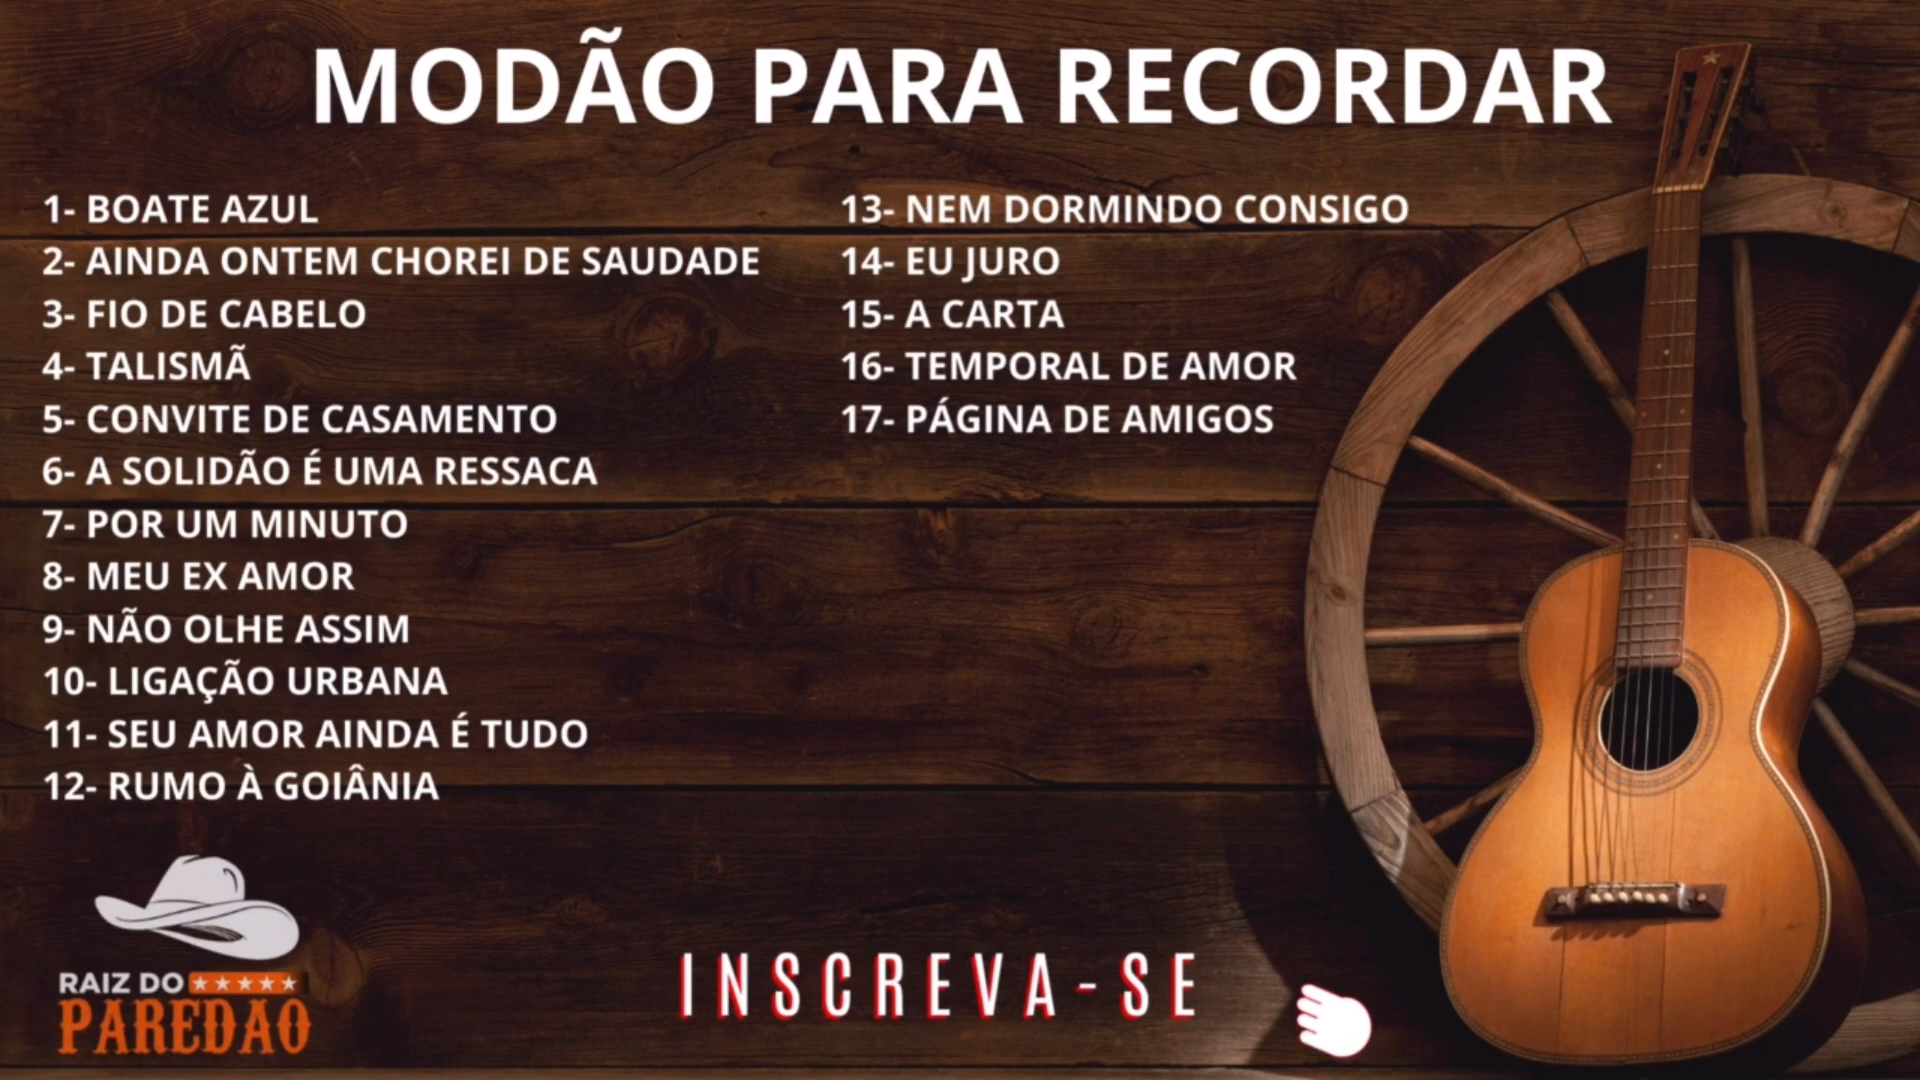 MODÃO PARA RECORDAR
1- BOATE AZUL
2- AINDA ONTEM CHOREI DE SAUDADE
3- FIO DE CABELO
4- TALISMÃ
5- CONVITE DE CASAMENTO
6- A SOLIDÃO É UMA RESSACA
7- POR UM MINUTO
8- MEU EX AMOR
9- NÃO OLHE ASSIM
10- LIGAÇÃO URBANA
11- SEU AMOR AINDA É TUDO
12- RUMO À GOIÂNIA
13- NEM DORMINDO CONSIGO
14- EU JURO
15- A CARTA
16- TEMPORAL DE AMOR
17- PÁGINA DE AMIGOS
RAIZ DO
PAREDAO
INSCREVA-SE